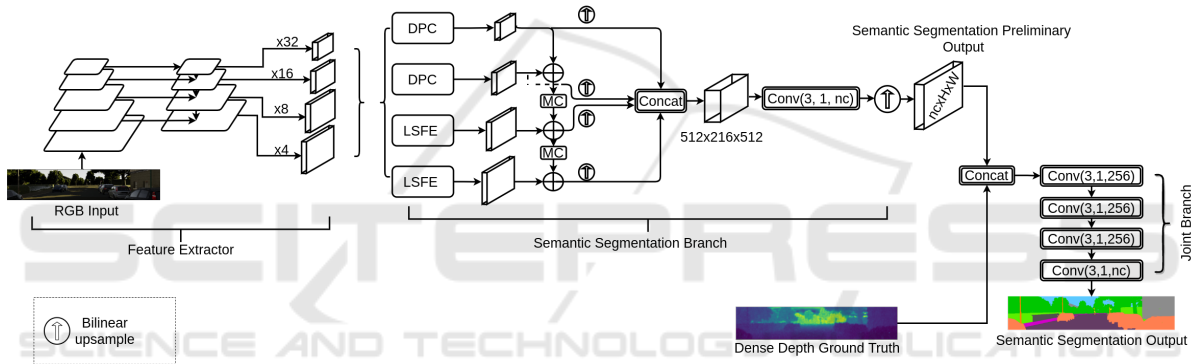 x32
x16
x8
x4
RGB Input
Feature Extractor
DPC
DPC
LSFE
LSFE
MC
MC
Concat
512x216x512
Conv(3, 1, nc)
Semantic Segmentation Preliminary
Output
ncxHxW
Semantic Segmentation Branch
Concat
Conv(3,1,256)
Conv(3,1,256)
Conv(3,1,256)
Conv(3,1,nc)
Joint Branch
Dense Depth Ground Truth
Semantic Segmentation Output
Bilinear
upsample
SCITEPRESS
SCIENCE AND TECHNOLOGY PUBLICATIONS